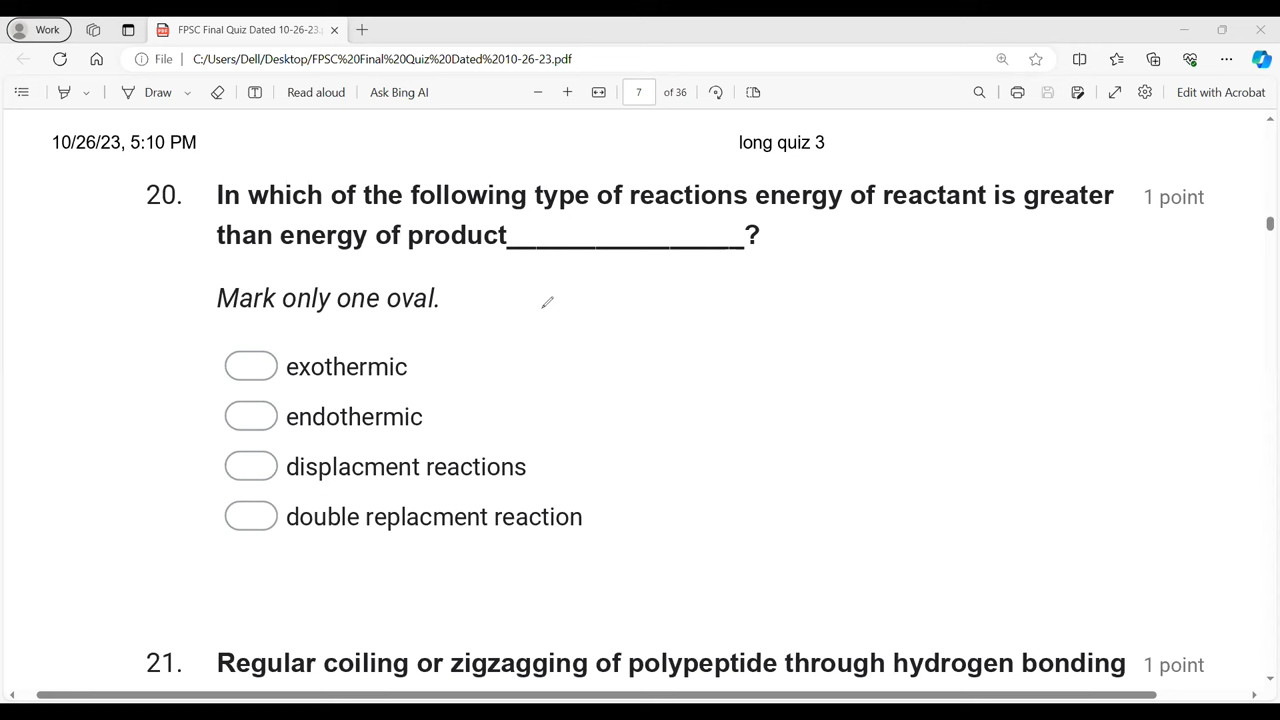 Work
FPSC Final Quiz Dated 10-26-23.
File
C:/Users/Dell/Desktop/FPSC%20Final%20Quiz%20Dated%2010-26-23.pdf
Draw
Read aloud
Ask Bing AI
7
of 36
Edit with Acrobat
10/26/23, 5:10 PM
long quiz 3
20. In which of the following type of reactions energy of reactant is greater 1 point
than energy of product________________?
Mark only one oval.
exothermic
endothermic
displacment reactions
double replacment reaction
21. Regular coiling or zigzagging of polypeptide through hydrogen bonding 1 point